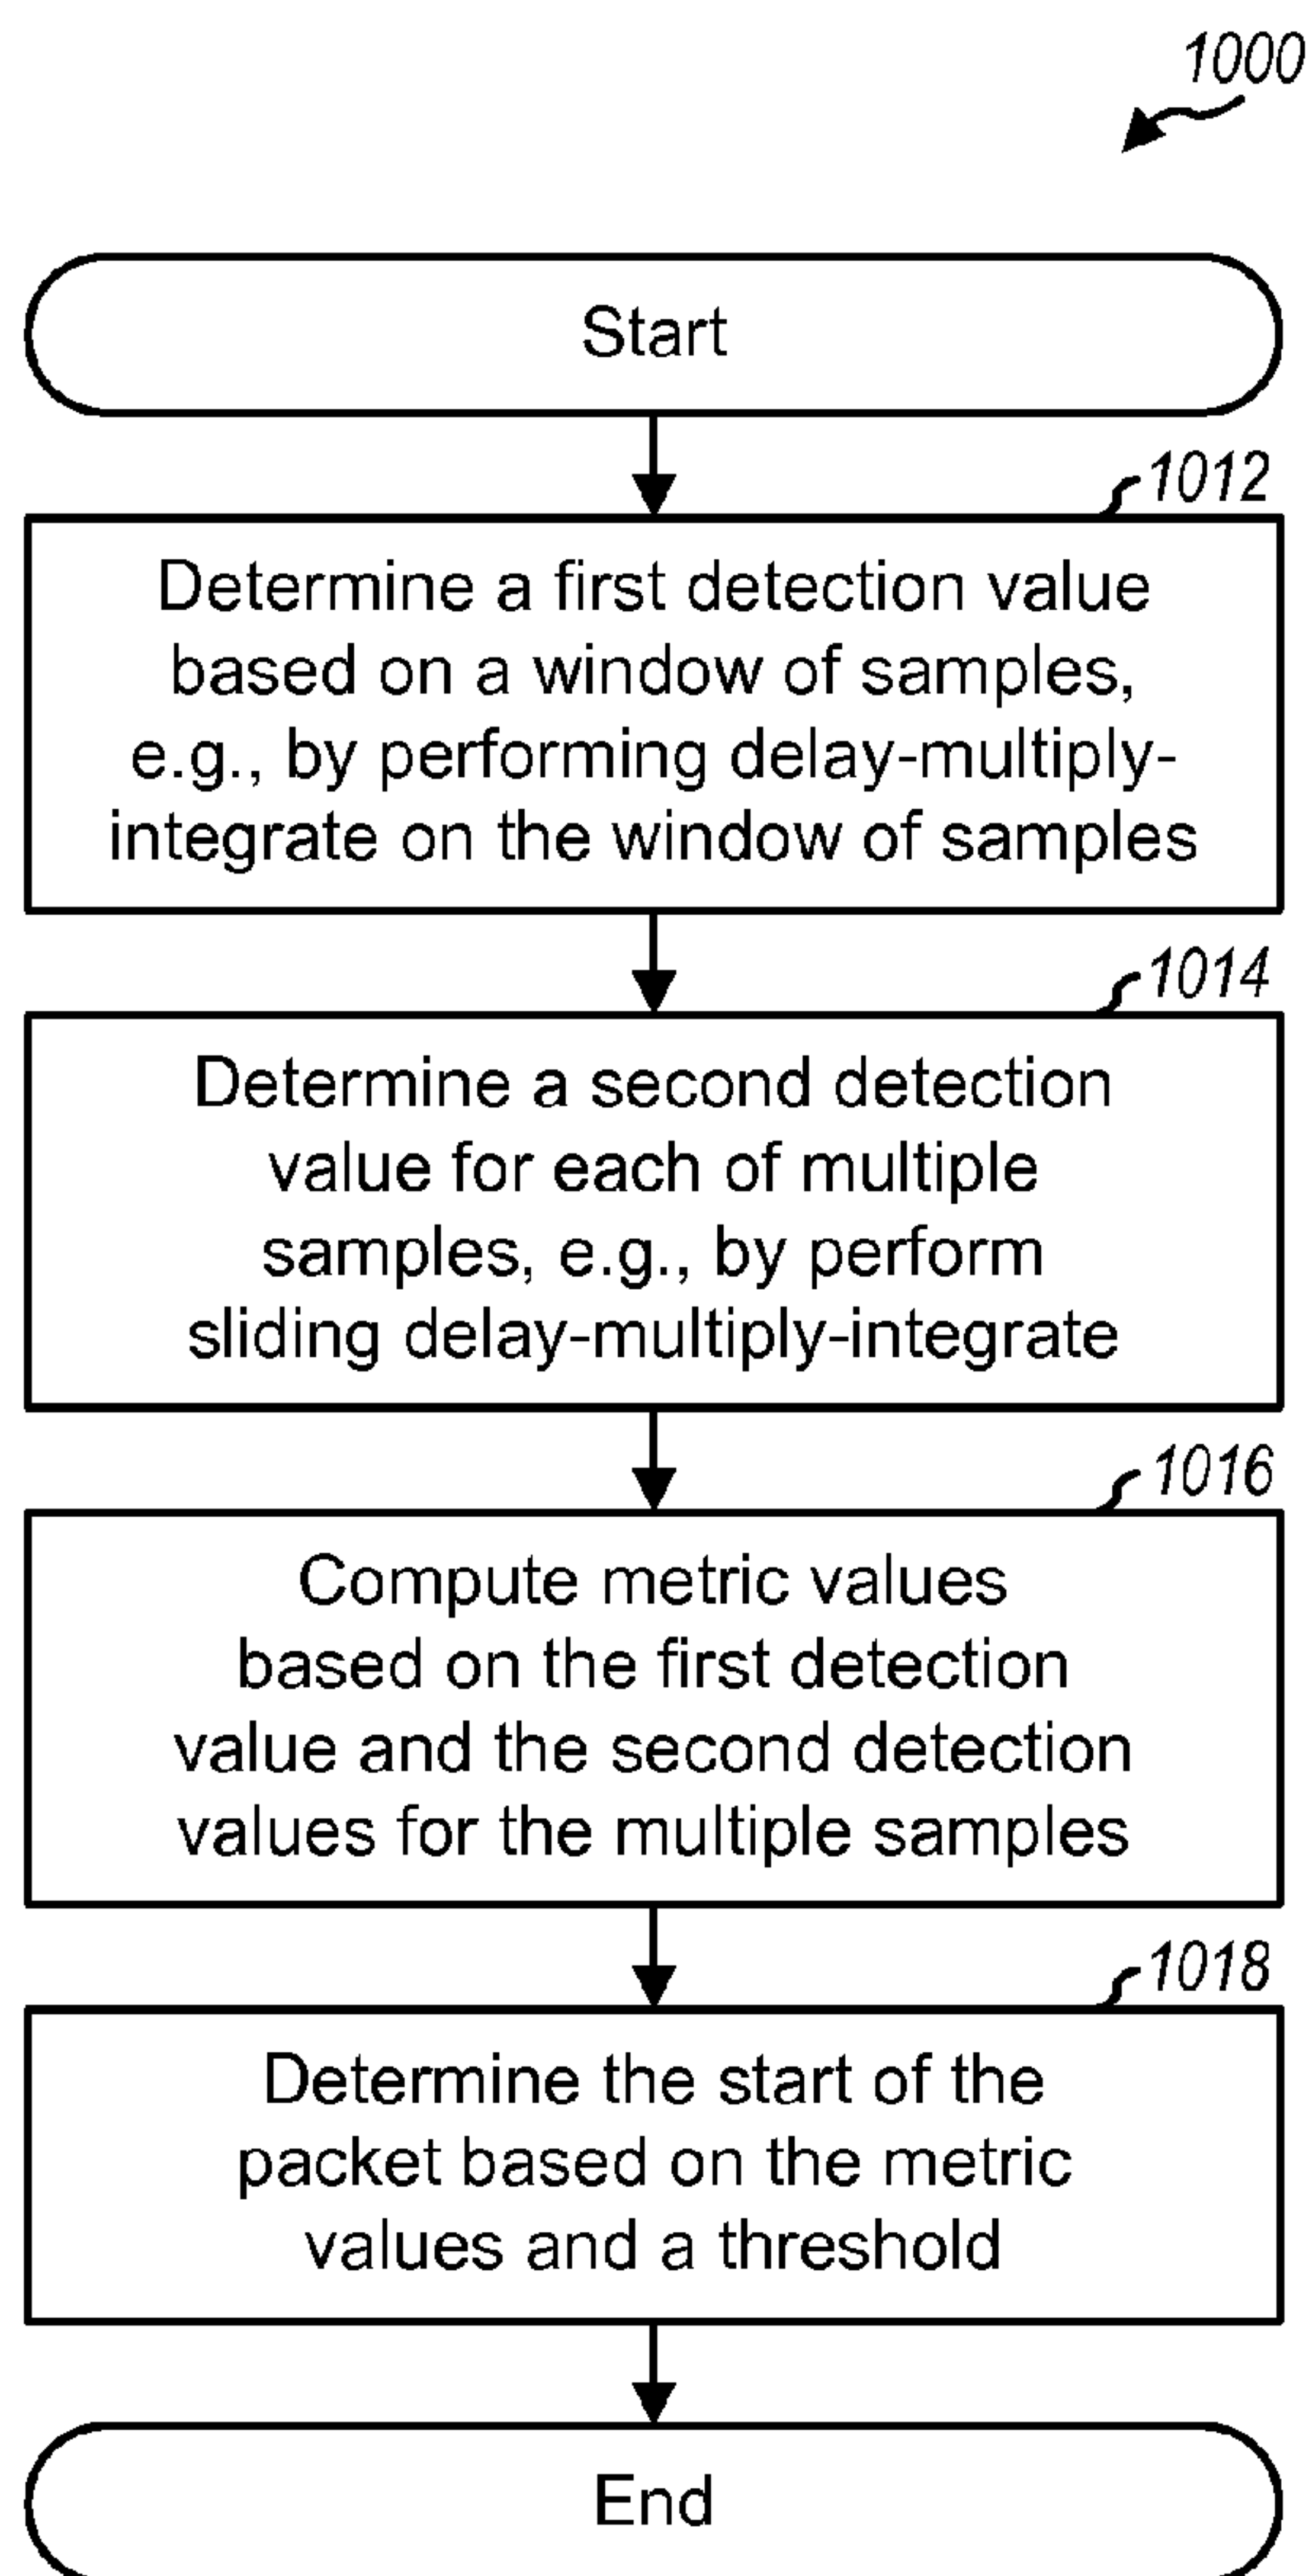 1000
Start
1012
Determine a first detection value
based on a window of samples,
e.g., by performing delay-multiply-
integrate on the window of samples
1014
Determine a second detection
value for each of multiple
samples, e.g., by perform
sliding delay-multiply-integrate
1016
Compute metric values
based on the first detection
value and the second detection
values for the multiple samples
1018
Determine the start of the
packet based on the metric
values and a threshold
End